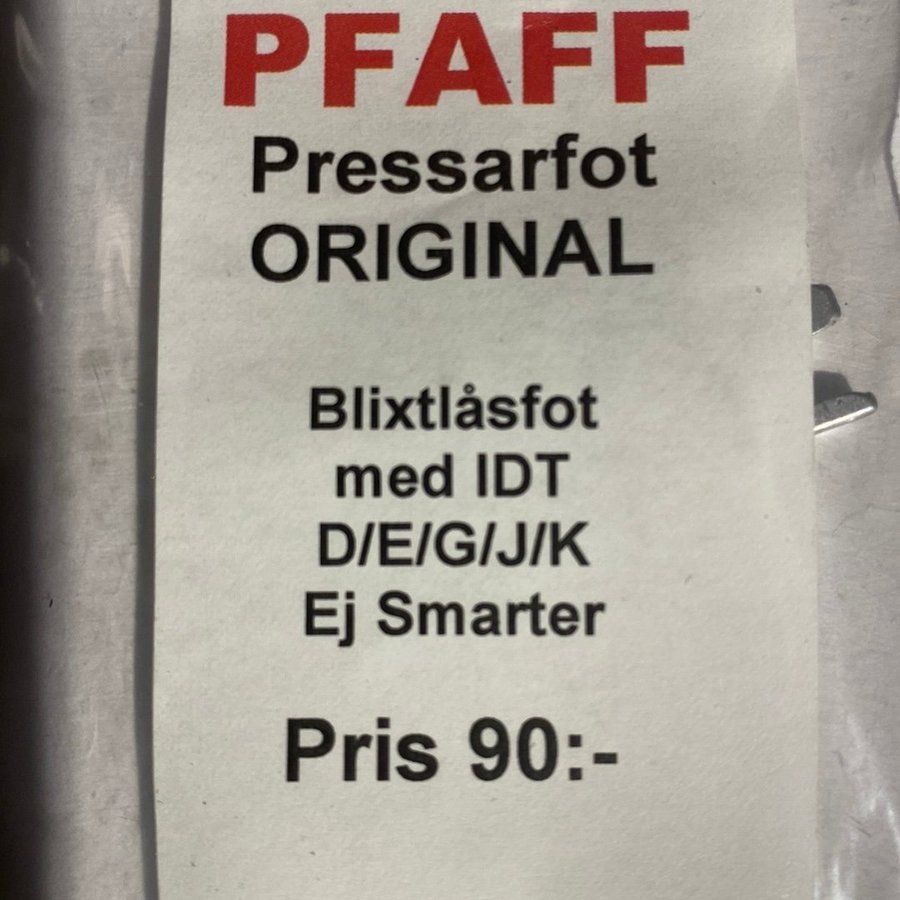 PFAFF
Pressarfot
ORIGINAL
Blixtlåsfot
med IDT
D/E/G/J/K
Ej Smarter
Pris 90:-